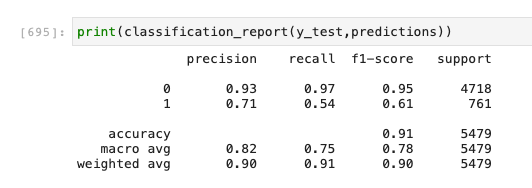 [695]: print(classification_report(y_test,predictions))
precision recall f1-score support
0 0.93 0.97 0.95 4718
1 0.71 0.54 0.61 761
accuracy 0.91 5479
macro avg 0.82 0.75 0.78 5479
weighted avg 0.90 0.91 0.90 5479